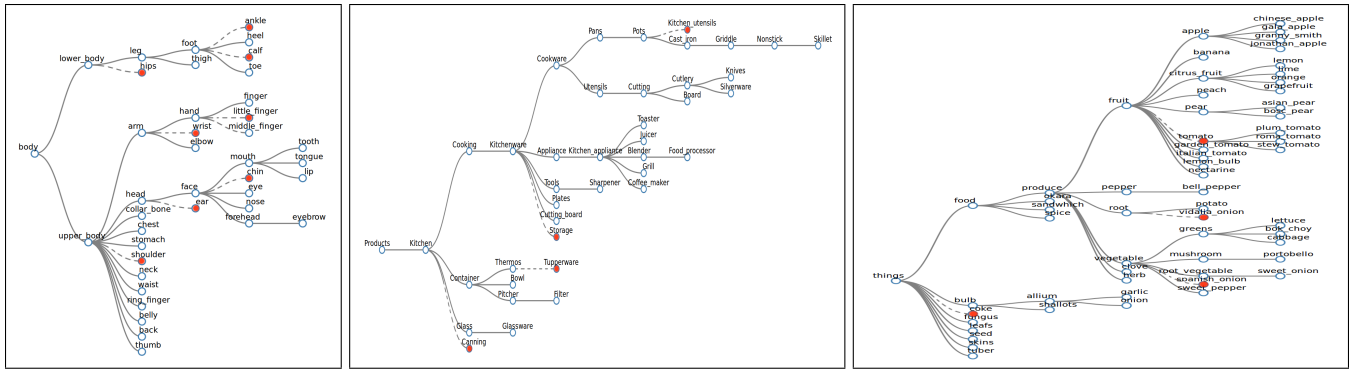 ankle
heel
foot
leg
calf
lower_body
thigh
hips
toe
finger
hand
little_finger
arm
wrist
middle_finger
elbow
tooth
body
mouth
tongue
chin
lip
face
eye
head
ear
nose
collar_bone
forehead
eyebrow
chest
upper_body
stomach
shoulder
neck
waist
ring_finger
belly
back
thumb
Kitchen_utensils
Pans
Pots
Cast_iron
Griddle
Nonstick
Skillet
Cookware
Knives
Cutlery
Utensils
Cutting
Silverware
Board
Toaster
Juicer
Cooking
Kitchenware
Appliance
Kitchen_appliance
Blender
Food_processor
Grill
Tools
Sharpener
Coffee_maker
Plates
Cutting_board
Storage
Products
Kitchen
Thermos
Tupperware
Container
Bowl
Pitcher
Filter
Glass
Glassware
Canning
chinese_apple
gala_apple
apple
granny_smith
jonathan_apple
banana
lemon
lime
citrus_fruit
orange
grapefruit
peach
fruit
pear
asian_pear
bosc_pear
plum_tomato
tomato
roma_tomato
garden_tomato
stew_tomato
italian_tomato
lemon_bulb
nectarine
produce
pepper
bell_pepper
okara
food
sandwhich
root
potato
spice
vidalia_onion
lettuce
greens
bok_choy
cabbage
vegetable
mushroom
portobello
clove
root_vegetable
sweet_onion
things
herb
spanish_onion
sweet_pepper
bulb
allium
garlic
coke
shallots
onion
fungus
leafs
seed
skins
tuber